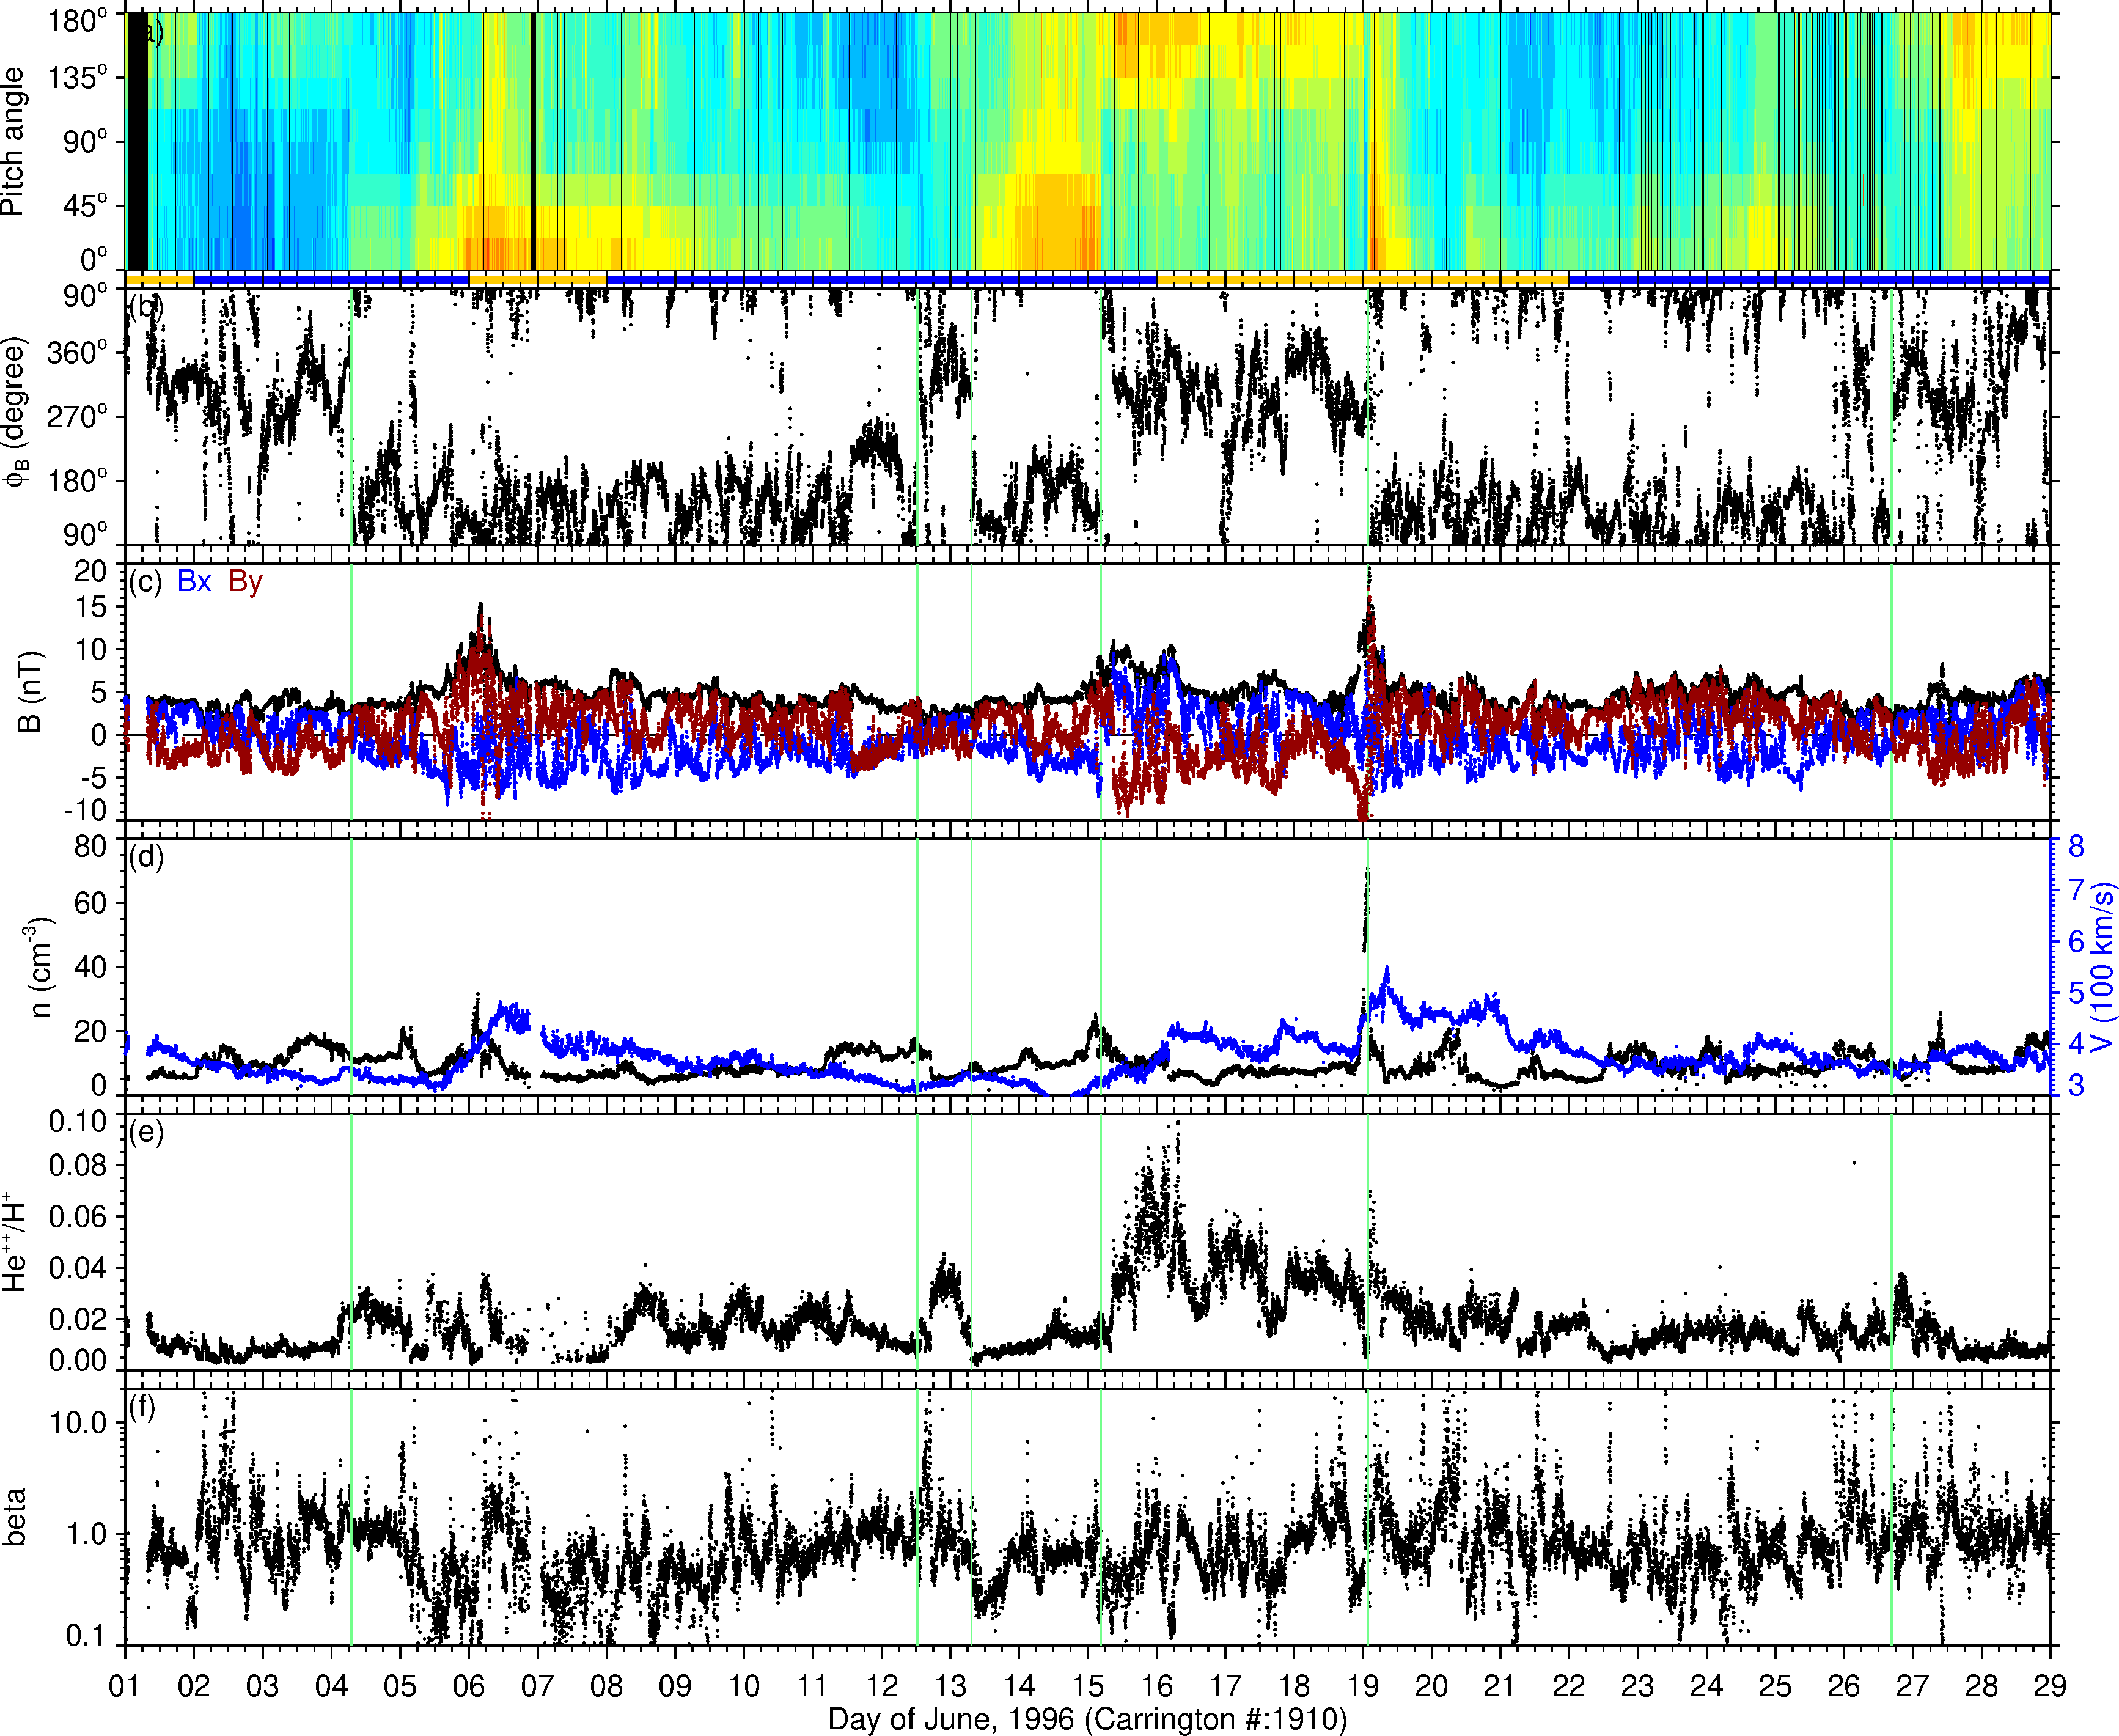 180°
135°
90°
45°
0°
Pitch angle
a)
90°
360°
270°
180°
90°
ϕB (degree)
(b)
20
15
10
5
0
-5
-10
B (nT)
(c) Bx By
80
60
40
20
0
n (cm-3)
(d)
8
7
6
5
4
3
V (100 km/s)
0.10
0.08
0.06
0.04
0.02
0.00
He++/H+
(e)
10.0
1.0
0.1
beta
(f)
01 02 03 04 05 06 07 08 09 10 11 12 13 14 15 16 17 18 19 20 21 22 23 24 25 26 27 28 29
Day of June, 1996 (Carrington #:1910)